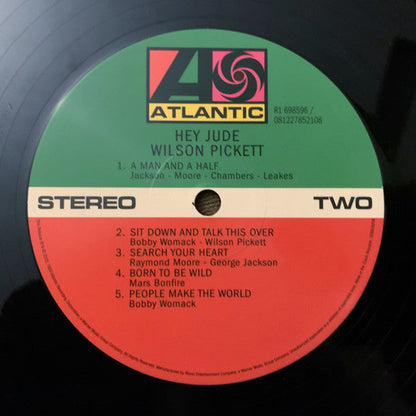 ATLANTIC
R1 698596 /
081227852108
HEY JUDE
WILSON PICKETT
1. A MAN AND A HALF
Jackson - Moore - Chambers - Leakes
STEREO
TWO
2. SIT DOWN AND TALK THIS OVER
Bobby Womack - Wilson Pickett
3. SEARCH YOUR HEART
Raymond Moore - George Jackson
4. BORN TO BE WILD
Mars Bonfire
5. PEOPLE MAKE THE WORLD
Bobby Womack